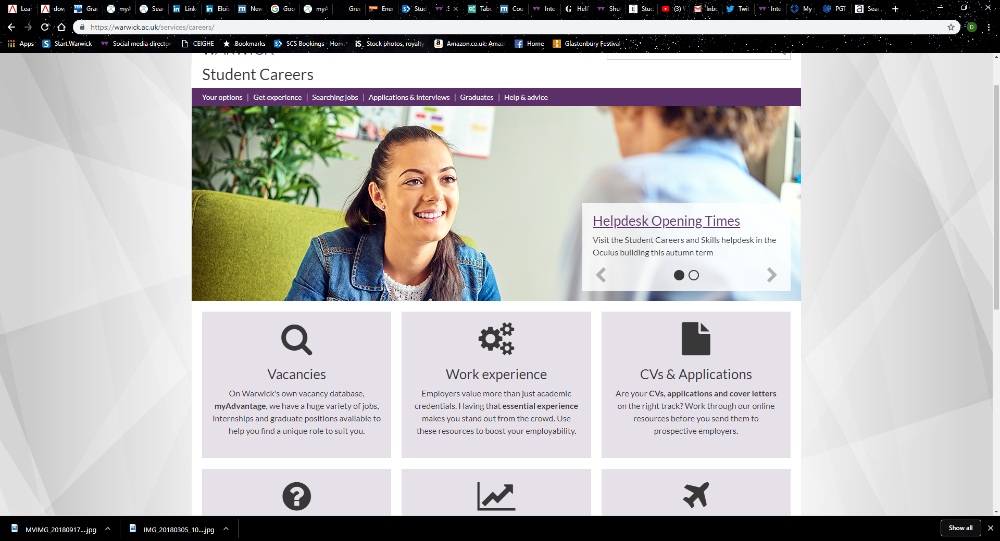 Lear
dow
Grac
myA
Sear
Link
Elois
New
Goo
myA
Gree
Ener
Stud
.S
Tabu
Cou
Inte
Heli
Shu
Stuc
(3)
Inbc
Twit
Inte
My
PGT
Sear
https://warwick.ac.uk/services/careers/
D
Apps
Start.Warwick
Social media director
CEIGHE
Bookmarks
SCS Bookings - Hom
Stock photos, royalty
Amazon.co.uk: Amaz
Home
Glastonbury Festival
WARWICK
Student Careers
Your options | Get experience | Searching jobs | Applications & interviews | Graduates | Help & advice
Helpdesk Opening Times
Visit the Student Careers and Skills helpdesk in the
Oculus building this autumn term
Vacancies
On Warwick's own vacancy database,
myAdvantage, we have a huge variety of jobs,
internships and graduate positions available to
help you find a unique role to suit you.
Work experience
Employers value more than just academic
credentials. Having that essential experience
makes you stand out from the crowd. Use
these resources to boost your employability.
CVs & Applications
Are your CVs, applications and cover letters
on the right track? Work through our online
resources before you send them to
prospective employers.
MVIMG_20180917....jpg
IMG_20180305_10....jpg
Show all